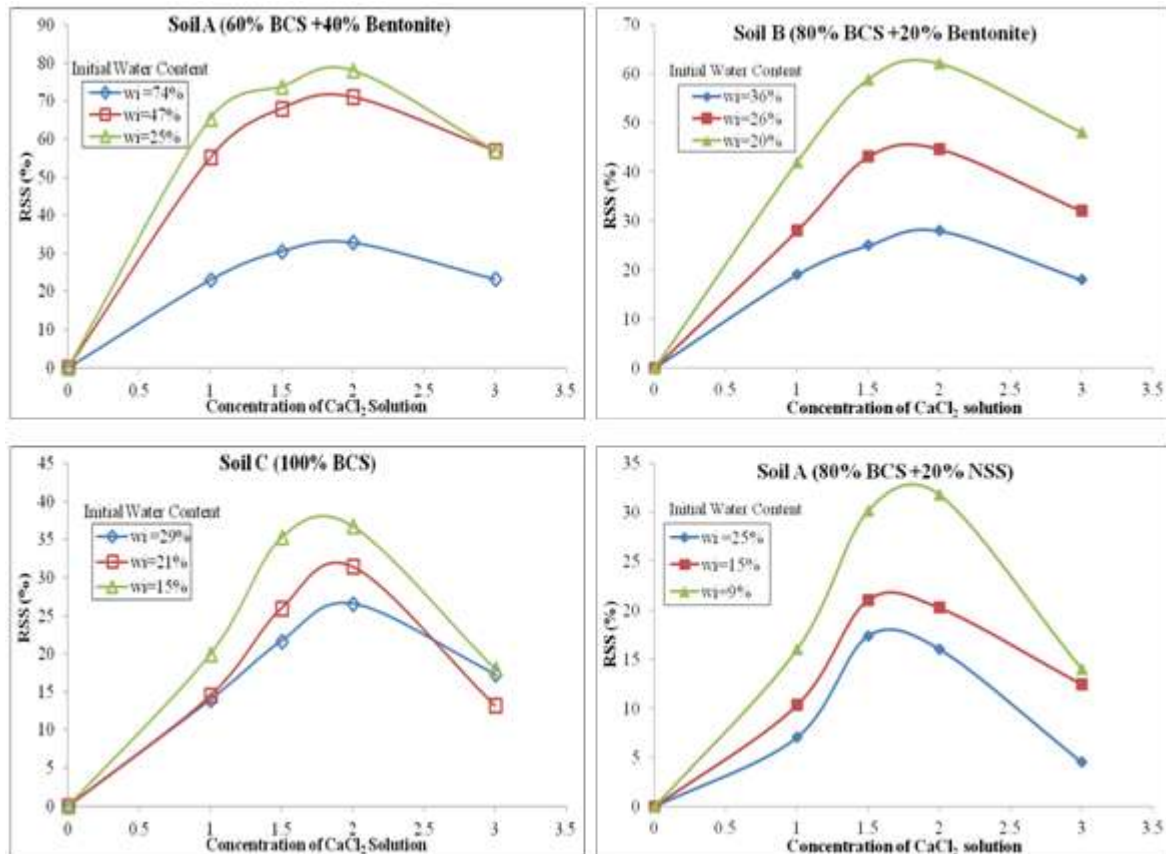 Soil A (60% BCS +40% Bentonite)
Initial Water Content
wi =74%
wi=47%
wi=25%
RSS (%)
90
80
70
60
50
40
30
20
10
0
0 0.5 1 1.5 2 2.5 3 3.5
Concentration of CaCl₂ Solution
Soil B (80% BCS +20% Bentonite)
Initial Water Content
wi=36%
wi=26%
wi=20%
RSS (%)
70
60
50
40
30
20
10
0
0 0.5 1 1.5 2 2.5 3 3.5
Concentration of CaCl₂ solution
Soil C (100% BCS)
Initial Water Content
wi =29%
wi=21%
wi=15%
RSS (%)
45
40
35
30
25
20
15
10
5
0
0 0.5 1 1.5 2 2.5 3 3.5
Concentration of CaCl₂ Solution
Soil A (80% BCS +20% NSS)
Initial Water Content
wi =25%
wi=15%
wi=9%
RSS (%)
35
30
25
20
15
10
5
0
0 0.5 1 1.5 2 2.5 3 3.5
Concentration of CaCl₂ solution